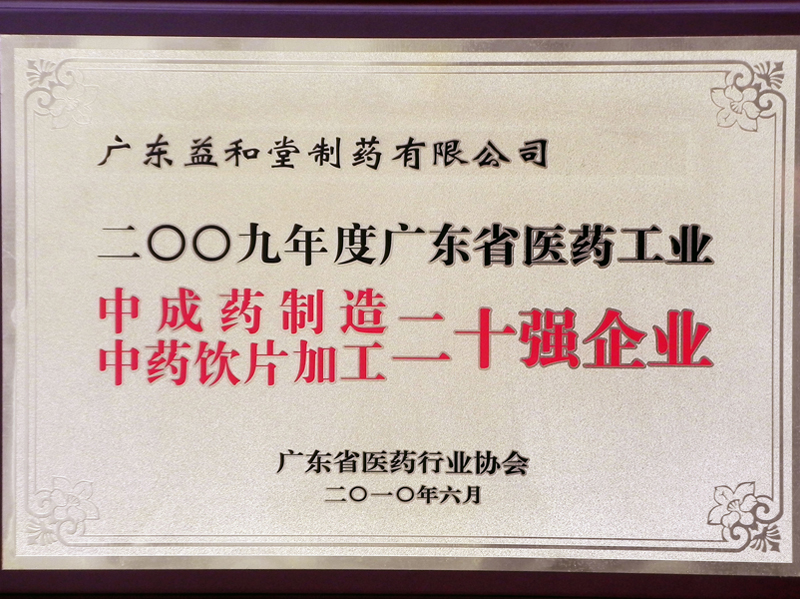 广东益和堂制药有限公司
二〇〇九年度广东省医药工业
中成药制造
中药饮片加工
二十强企业
广东省医药行业协会
二〇一〇年六月